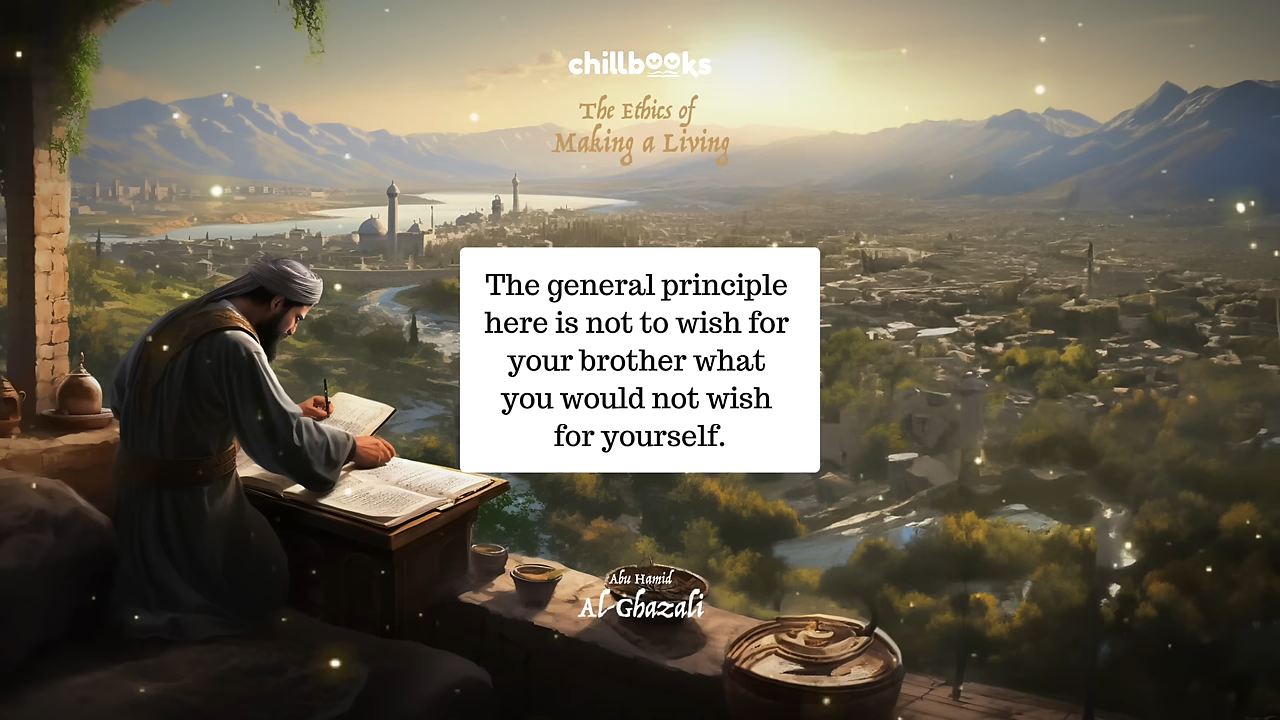 chillbooks
The Ethics of
Making a Living
The general principle
here is not to wish for
your brother what
you would not wish
for yourself.
Abu Hamid
Al-Ghazali